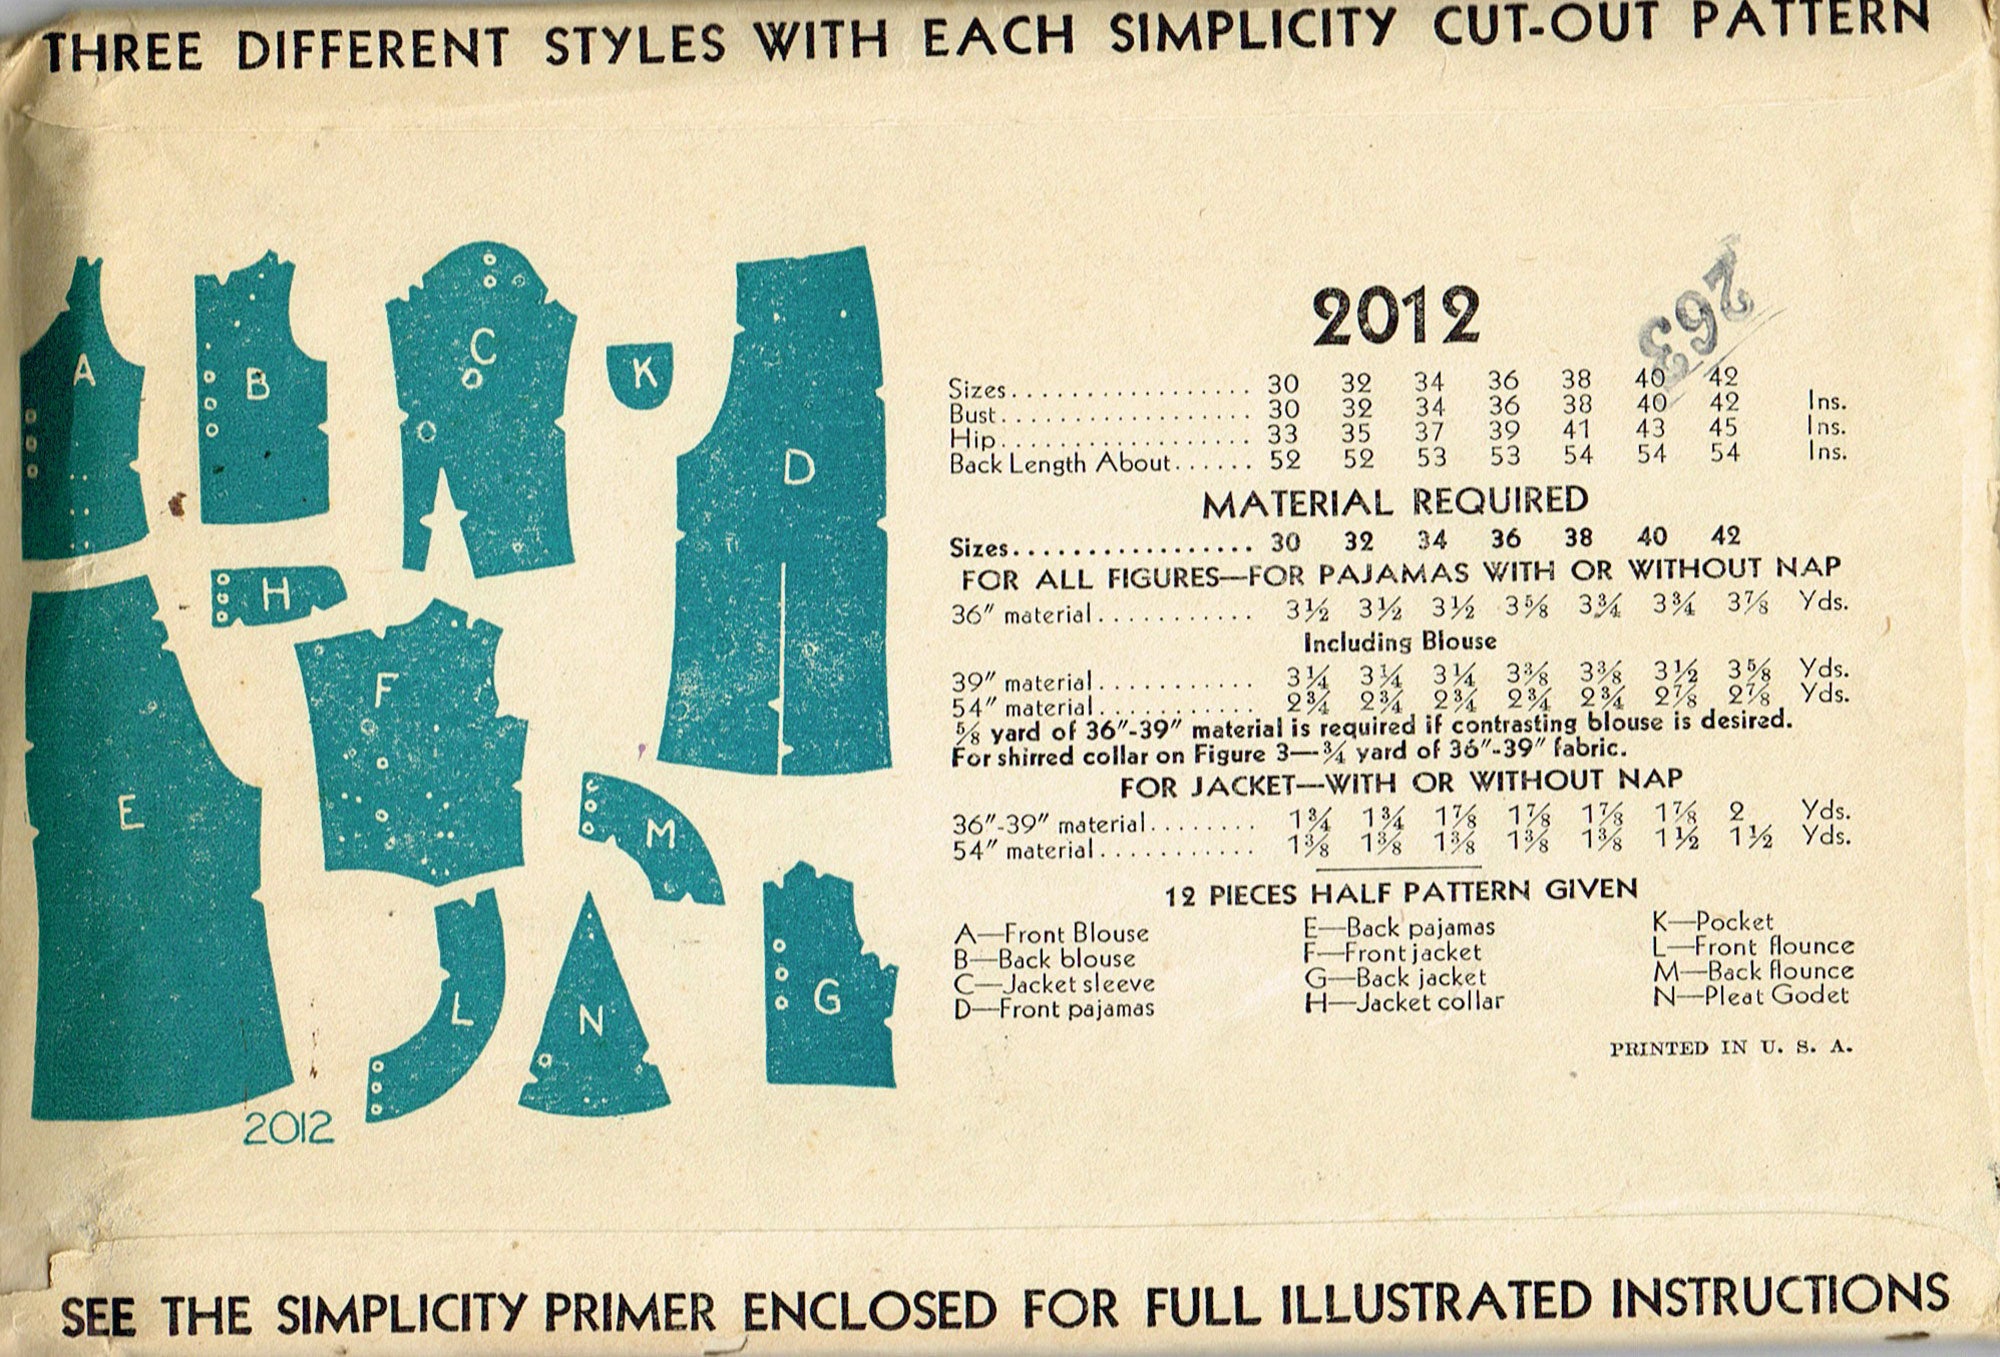 THREE DIFFERENT STYLES WITH EACH SIMPLICITY CUT-OUT PATTERN
A
B
C
K
D
H
F
E
M
L
N
G
2012
2012
263
Sizes.................. 30 32 34 36 38 40 42
Bust.................. 30 32 34 36 38 40 42 Ins.
Hip.................. 33 35 37 39 41 43 45 Ins.
Back Length About...... 52 52 53 53 54 54 54 Ins.
MATERIAL REQUIRED
Sizes.................. 30 32 34 36 38 40 42
FOR ALL FIGURES—FOR PAJAMAS WITH OR WITHOUT NAP
36" material........... 3½ 3½ 3½ 3⅝ 3¾ 3¾ 3⅞ Yds.
Including Blouse
39" material........... 3¼ 3¼ 3¼ 3⅜ 3⅜ 3½ 3⅝ Yds.
54" material........... 2¾ 2¾ 2¾ 2¾ 2¾ 2⅞ 2⅞ Yds.
⅝ yard of 36"-39" material is required if contrasting blouse is desired.
For shirred collar on Figure 3—¾ yard of 36"-39" fabric.
FOR JACKET—WITH OR WITHOUT NAP
36"-39" material........ 1¾ 1¾ 1⅞ 1⅞ 1⅞ 1⅞ 2 Yds.
54" material........... 1⅜ 1⅜ 1⅜ 1⅜ 1⅜ 1½ 1½ Yds.
12 PIECES HALF PATTERN GIVEN
A—Front Blouse
B—Back blouse
C—Jacket sleeve
D—Front pajamas
E—Back pajamas
F—Front jacket
G—Back jacket
H—Jacket collar
K—Pocket
L—Front flounce
M—Back flounce
N—Pleat Godet
PRINTED IN U. S. A.
SEE THE SIMPLICITY PRIMER ENCLOSED FOR FULL ILLUSTRATED INSTRUCTIONS